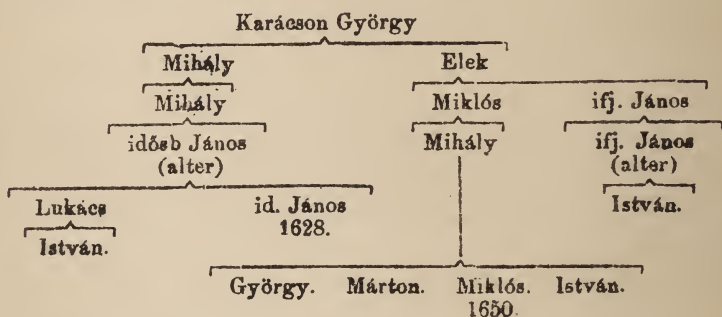 Karácson György
Mihály Elek
Mihály Miklós ifj. János
idősb János Mihály ifj. János
(alter) (alter)
Lukács id. János István.
István. 1628.
György. Márton. Miklós. István.
1650.